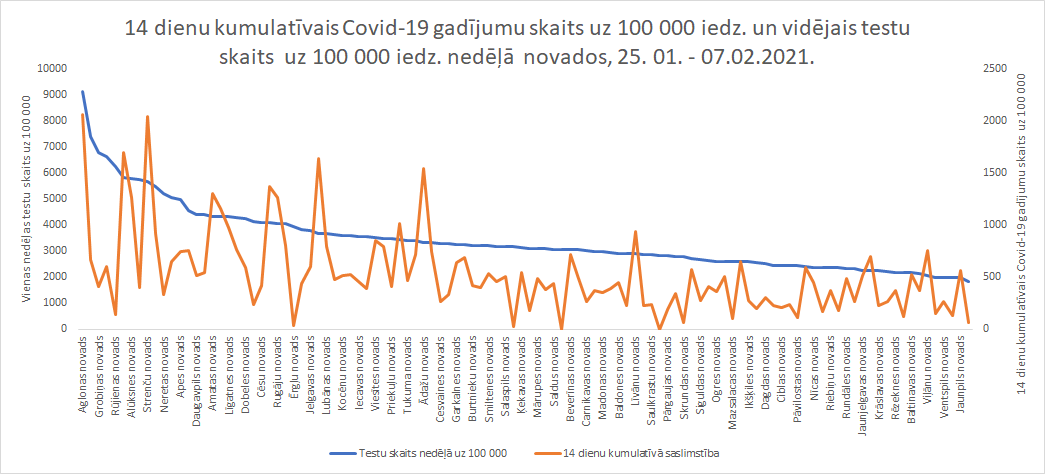 14 dienu kumulatīvais Covid-19 gadījumu skaits uz 100 000 iedz. un vidējais testu
skaits uz 100 000 iedz. nedēļā novados, 25. 01. - 07.02.2021.
Vienas nedēļas testu skaits uz 100 000
10000
9000
8000
7000
6000
5000
4000
3000
2000
1000
0
2500
2000
1500
1000
500
0
14 dienu kumulatīvais Covid-19 gadījumu skaits uz 100 000
Aglonas novads
Grobiņas novads
Rūjienas novads
Alūksnes novads
Strenču novads
Neretas novads
Apes novads
Daugavpils novads
Amatas novads
Līgatnes novads
Dobeles novads
Cēsu novads
Rugāju novads
Ērgļu novads
Jelgavas novads
Lubānas novads
Kocēnu novads
Iecavas novads
Viesītes novads
Priekuļu novads
Tukuma novads
Ādažu novads
Cesvaines novads
Garkalnes novads
Burtnieku novads
Smiltenes novads
Salaspils novads
Ķekavas novads
Mārupes novads
Saldus novads
Beverīnas novads
Carnikavas novads
Madonas novads
Baldones novads
Līvānu novads
Saulkrastu novads
Pārgaujas novads
Skrundas novads
Siguldas novads
Ogres novads
Mazsalacas novads
Ikšķiles novads
Dagdas novads
Ciblas novads
Pāvilostas novads
Nīcas novads
Riebiņu novads
Rundāles novads
Jaunjelgavas novads
Krāslavas novads
Rēzeknes novads
Baltinavas novads
Viļānu novads
Ventspils novads
Jaunpils novads
Testu skaits nedēļā uz 100 000
14 dienu kumulatīvā saslimstība